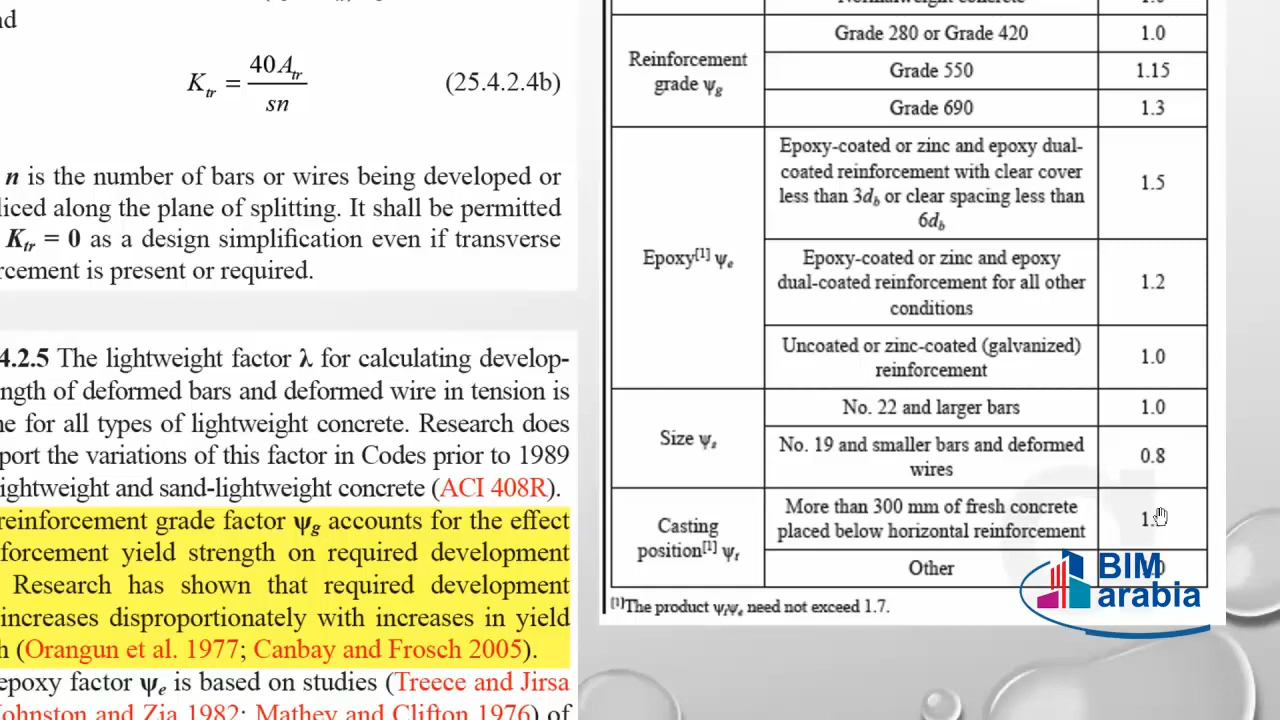 nd
K_tr = 40A_tr / sn (25.4.2.4b)
n is the number of bars or wires being developed or
liced along the plane of splitting. It shall be permitted
K_tr = 0 as a design simplification even if transverse
rcement is present or required.
4.2.5 The lightweight factor λ for calculating develop-
ngth of deformed bars and deformed wire in tension is
ne for all types of lightweight concrete. Research does
port the variations of this factor in Codes prior to 1989
ightweight and sand-lightweight concrete (ACI 408R).
reinforcement grade factor ψg accounts for the effect
forcement yield strength on required development
Research has shown that required development
increases disproportionately with increases in yield
h (Orangun et al. 1977; Canbay and Frosch 2005).
epoxy factor ψe is based on studies (Treece and Jirsa
Johnston and Zia 1982; Mathey and Clifton 1976) of
Normalweight concrete
Reinforcement
grade ψg
Grade 280 or Grade 420 1.0
Grade 550 1.15
Grade 690 1.3
Epoxy[1] ψe
Epoxy-coated or zinc and epoxy dual-
coated reinforcement with clear cover
less than 3db or clear spacing less than
6db
1.5
Epoxy-coated or zinc and epoxy
dual-coated reinforcement for all other
conditions
1.2
Uncoated or zinc-coated (galvanized)
reinforcement
1.0
Size ψs
No. 22 and larger bars 1.0
No. 19 and smaller bars and deformed
wires
0.8
Casting
position[1] ψt
More than 300 mm of fresh concrete
placed below horizontal reinforcement
Other
[1]The product ψtψe need not exceed 1.7.
BIM
arabia